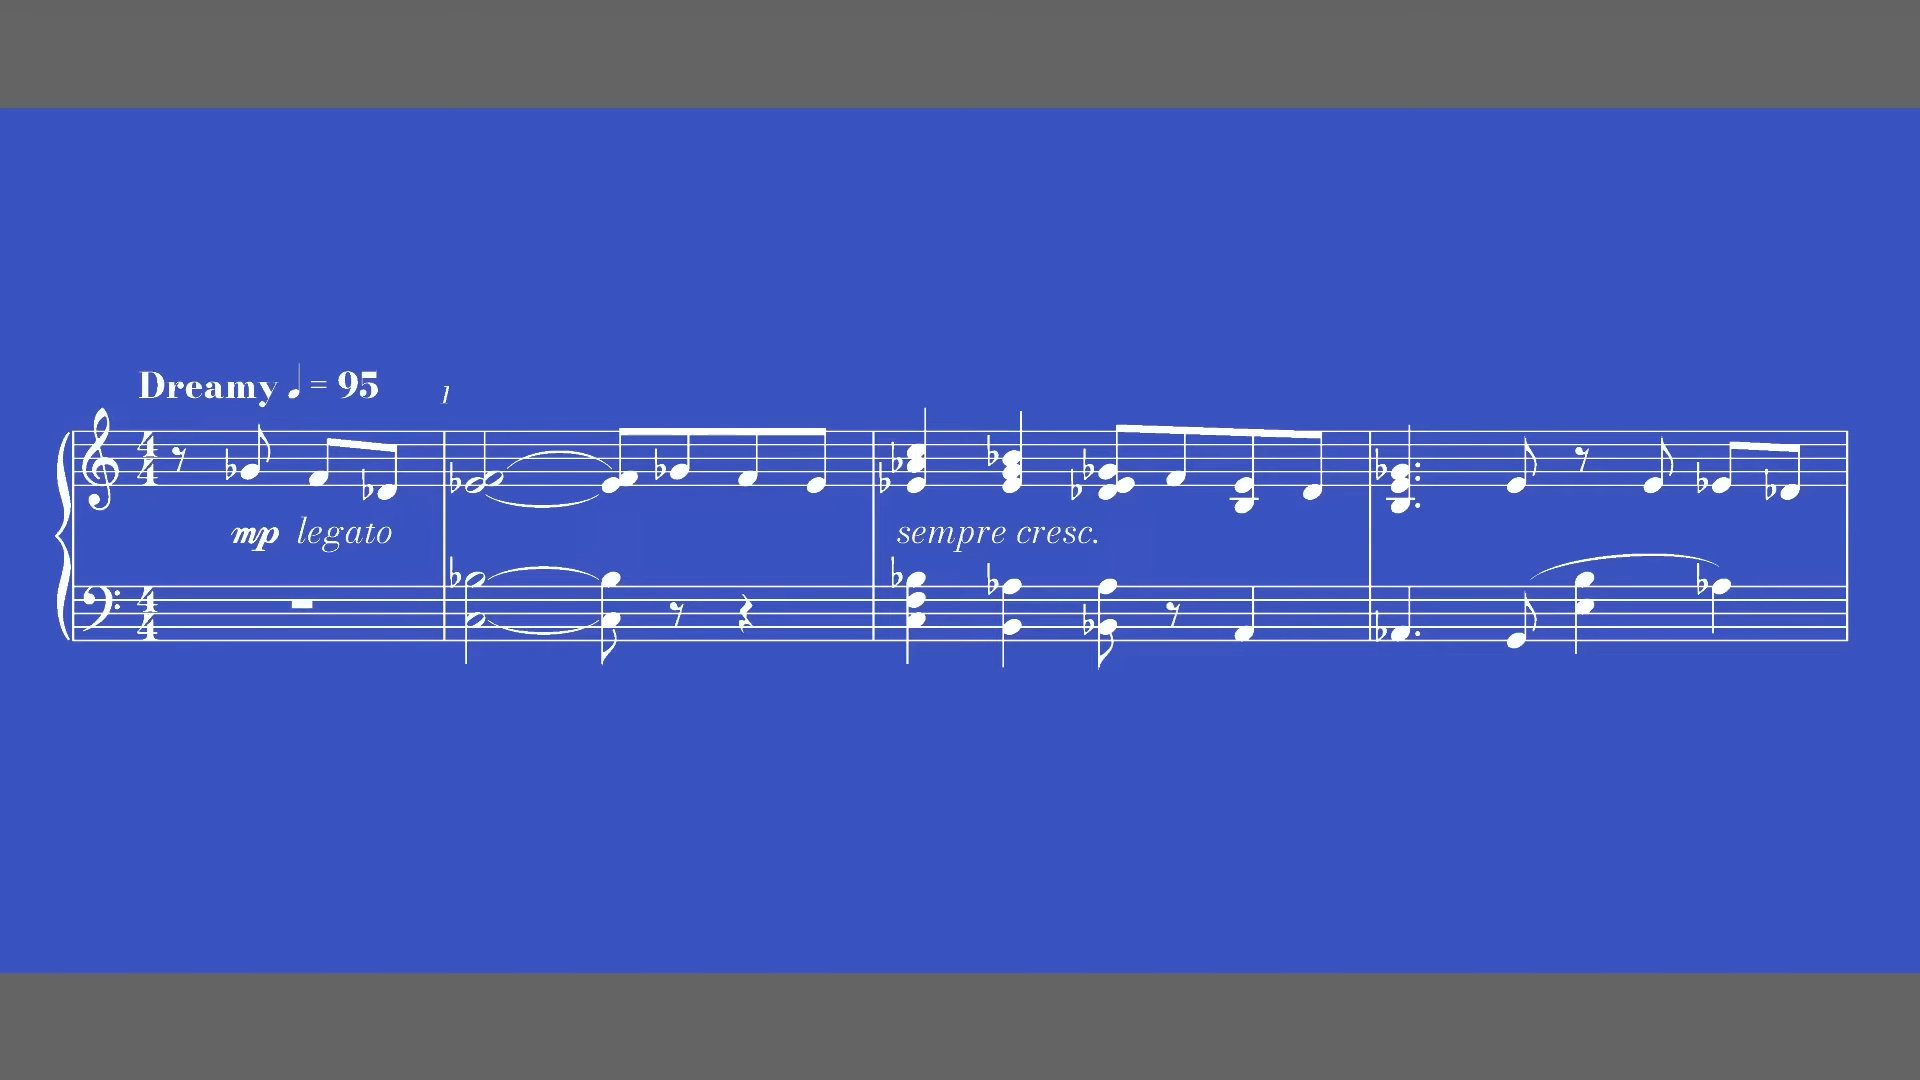 Dreamy ♩ = 95
1
mp legato
sempre cresc.